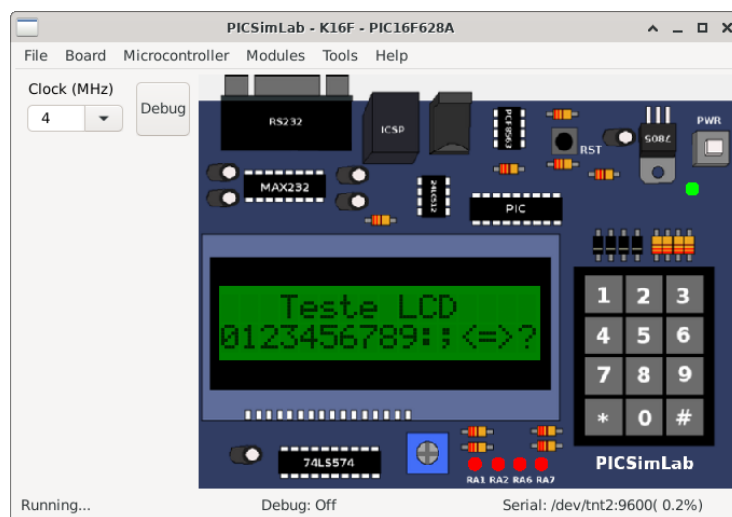 PICSimLab - K16F - PIC16F628A
File Board Microcontroller Modules Tools Help
Clock (MHz)
4
Debug
RS232
ICSP
PCF8563
RST
7805
PWR
MAX232
24LC512
PIC
Teste LCD
0123456789:;<=>?
1 2 3
4 5 6
7 8 9
* 0 #
74LS574
RA1 RA2 RA6 RA7
PICSimLab
Running...
Debug: Off
Serial: /dev/tnt2:9600( 0.2%)